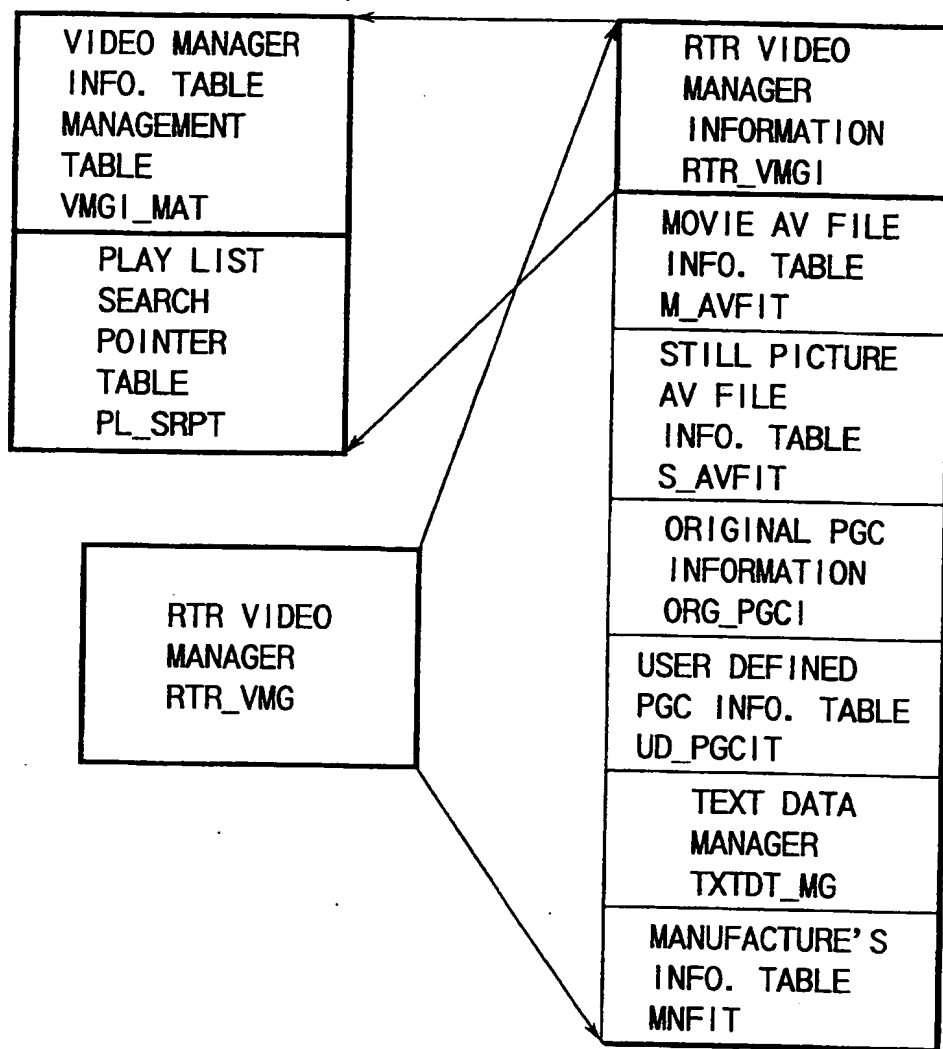 VIDEO MANAGER
INFO. TABLE
MANAGEMENT
TABLE
VMGI_MAT
PLAY LIST
SEARCH
POINTER
TABLE
PL_SRPT
RTR VIDEO
MANAGER
RTR_VMG
RTR VIDEO
MANAGER
INFORMATION
RTR_VMGI
MOVIE AV FILE
INFO. TABLE
M_AVFIT
STILL PICTURE
AV FILE
INFO. TABLE
S_AVFIT
ORIGINAL PGC
INFORMATION
ORG_PGCI
USER DEFINED
PGC INFO. TABLE
UD_PGCIT
TEXT DATA
MANAGER
TXTDT_MG
MANUFACTURE'S
INFO. TABLE
MNFIT